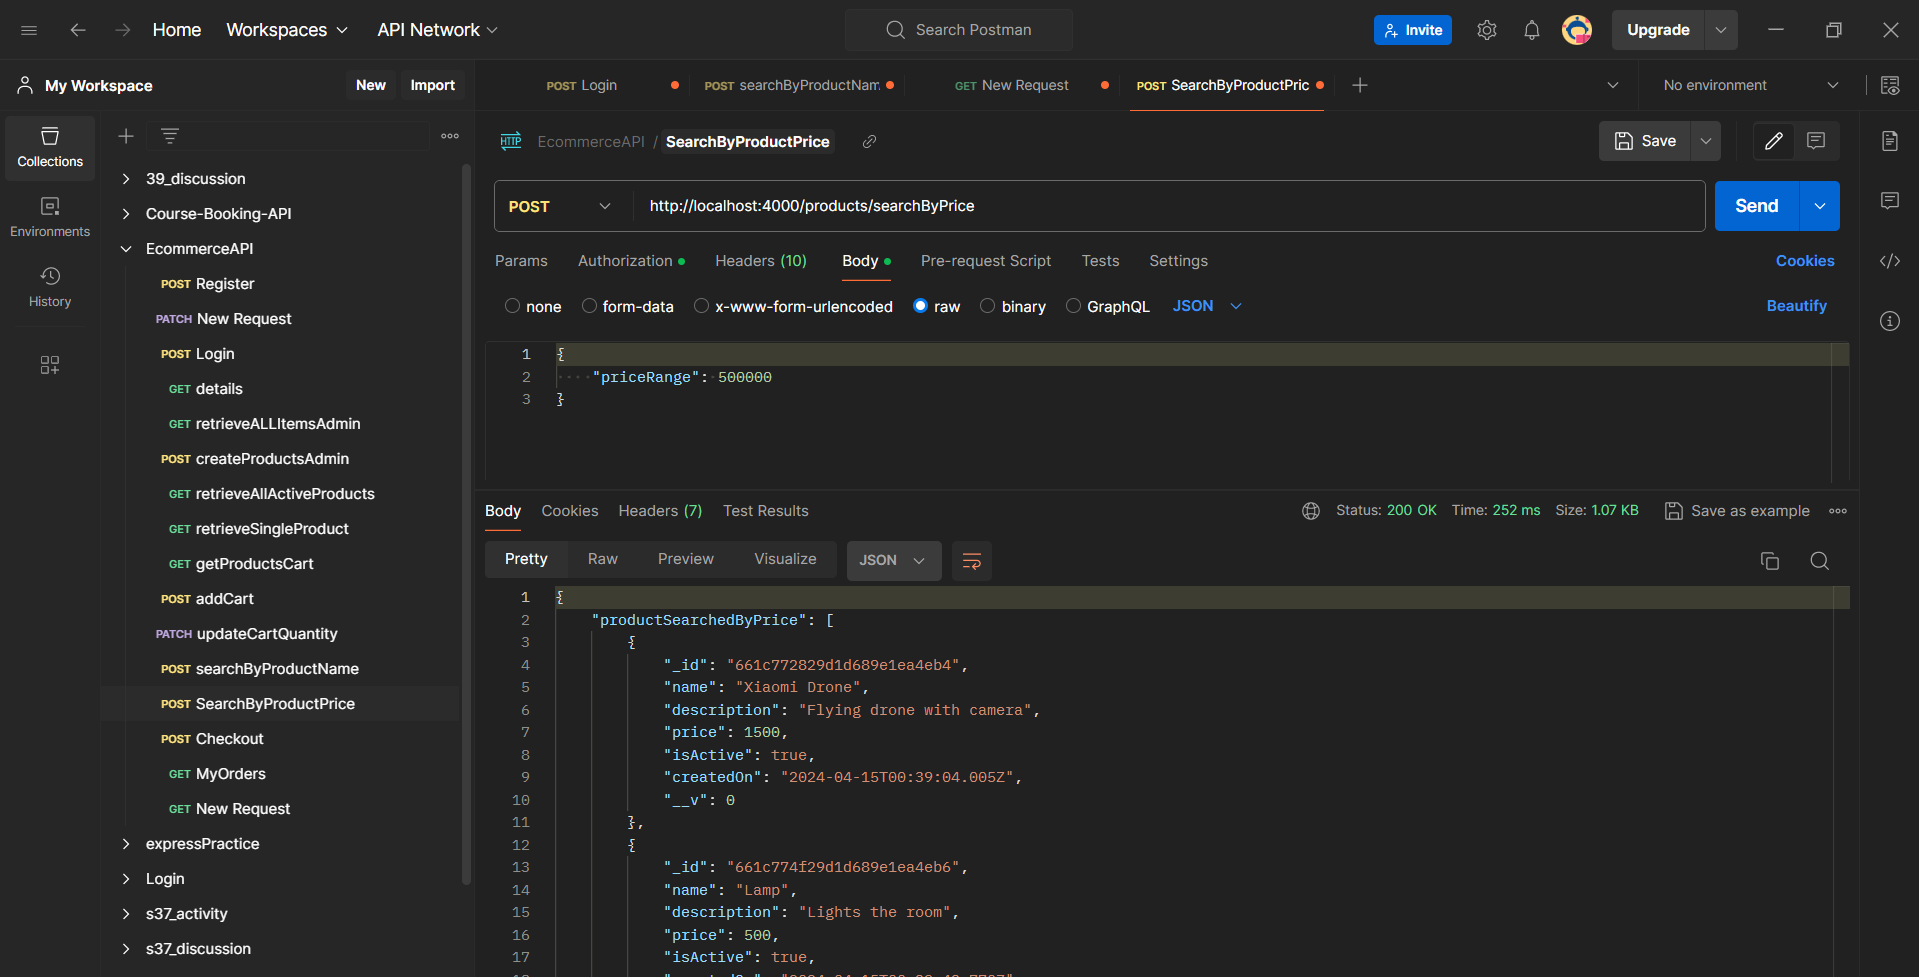 Home Workspaces API Network Search Postman Invite Upgrade
My Workspace New Import
POST Login POST searchByProductNam GET New Request POST SearchByProductPric No environment
Collections
Environments
History
39_discussion
Course-Booking-API
EcommerceAPI
POST Register
PATCH New Request
POST Login
GET details
GET retrieveALLItemsAdmin
POST createProductsAdmin
GET retrieveAllActiveProducts
GET retrieveSingleProduct
GET getProductsCart
POST addCart
PATCH updateCartQuantity
POST searchByProductName
POST SearchByProductPrice
POST Checkout
GET MyOrders
GET New Request
expressPractice
Login
s37_activity
s37_discussion
HTTP EcommerceAPI / SearchByProductPrice Save
POST http://localhost:4000/products/searchByPrice Send
Params Authorization Headers (10) Body Pre-request Script Tests Settings Cookies
none form-data x-www-form-urlencoded raw binary GraphQL JSON Beautify
1 {
2 "priceRange": 500000
3 }
Body Cookies Headers (7) Test Results Status: 200 OK Time: 252 ms Size: 1.07 KB Save as example
Pretty Raw Preview Visualize JSON
1 {
2 "productSearchedByPrice": [
3 {
4 "_id": "661c772829d1d689e1ea4eb4",
5 "name": "Xiaomi Drone",
6 "description": "Flying drone with camera",
7 "price": 1500,
8 "isActive": true,
9 "createdOn": "2024-04-15T00:39:04.005Z",
10 "__v": 0
11 },
12 {
13 "_id": "661c774f29d1d689e1ea4eb6",
14 "name": "Lamp",
15 "description": "Lights the room",
16 "price": 500,
17 "isActive": true,